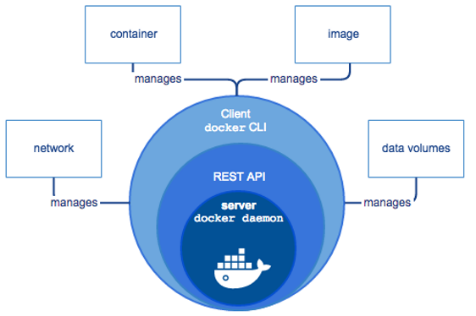 container
image
manages
manages
Client
docker CLI
network
data volumes
REST API
manages
server
manages
docker daemon